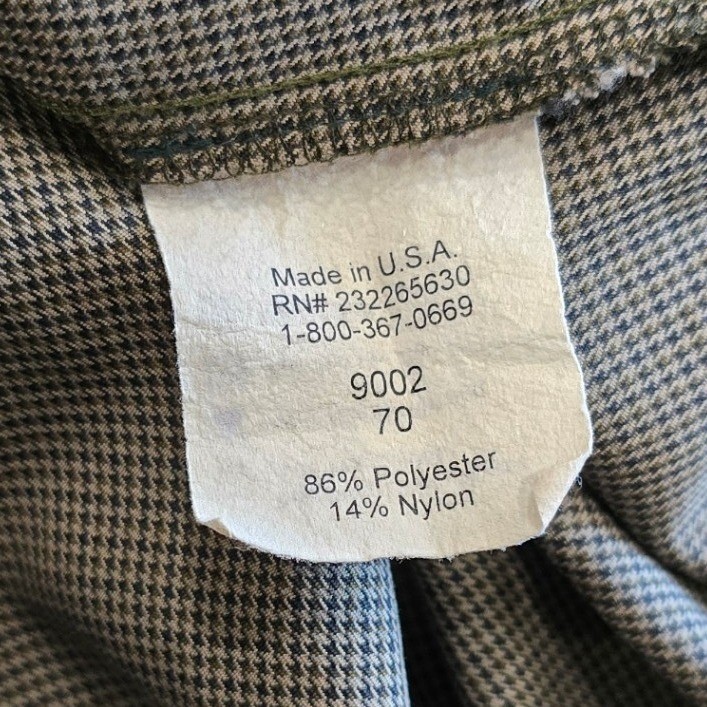 Made in U.S.A.
RN# 232265630
1-800-367-0669
9002
70
86% Polyester
14% Nylon